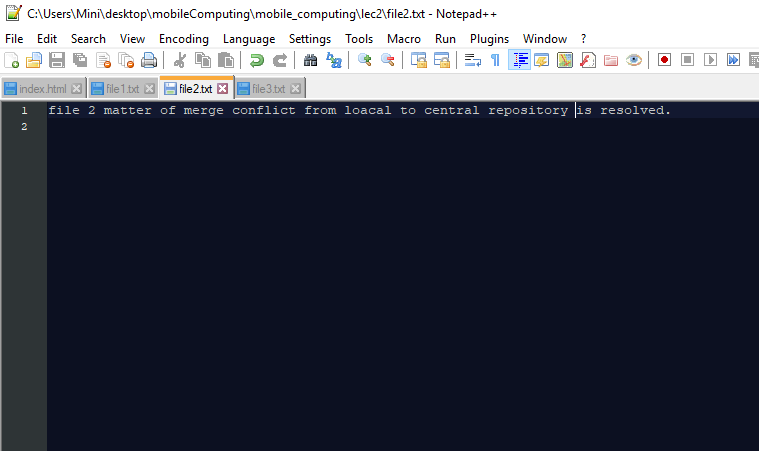 C:\Users\Mini\desktop\mobileComputing\mobile_computing\lec2\file2.txt - Notepad++
File Edit Search View Encoding Language Settings Tools Macro Run Plugins Window ?
index.html file1.txt file2.txt file3.txt
1 file 2 matter of merge conflict from loacal to central repository is resolved.
2